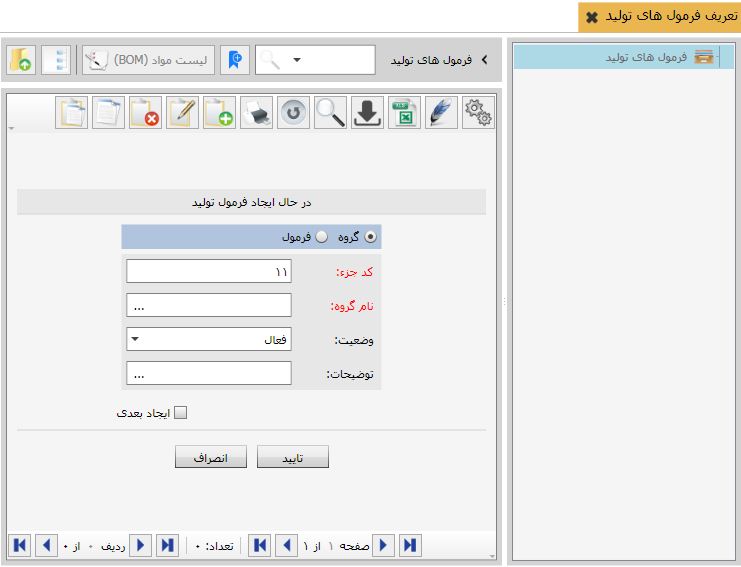 تعریف فرمول های تولید
فرمول های تولید
فرمول های تولید
لیست مواد (BOM)
XLS
در حال ایجاد فرمول تولید
گروه فرمول
کد جزء: ۱۱
نام گروه: ...
وضعیت: فعال
توضیحات: ...
ایجاد بعدی
تایید انصراف
صفحه ۱ از ۱ تعداد: ۰ ردیف ۰ از ۰